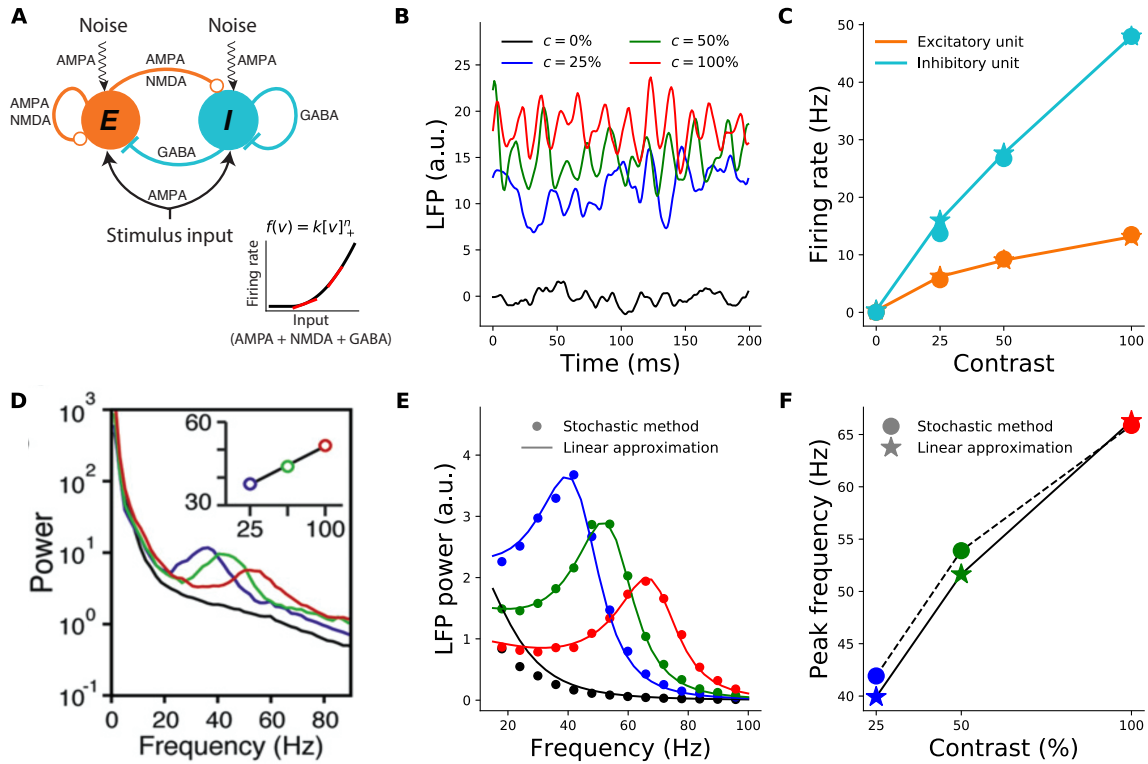 A
Noise
Noise
AMPA
AMPA
AMPA
NMDA
AMPA
NMDA
E
I
GABA
GABA
AMPA
Stimulus input
f(v) = k[v]₊ⁿ
Firing rate
Input
(AMPA + NMDA + GABA)
B
c = 0%
c = 50%
c = 25%
c = 100%
LFP (a.u.)
25
20
15
10
5
0
0
50
100
150
200
Time (ms)
C
Excitatory unit
Inhibitory unit
Firing rate (Hz)
50
40
30
20
10
0
0
25
50
100
Contrast
D
Power
10³
10²
10¹
10⁰
10⁻¹
60
30
25
100
0
20
40
60
80
Frequency (Hz)
E
Stochastic method
Linear approximation
LFP power (a.u.)
4
3
2
1
0
20
40
60
80
100
Frequency (Hz)
F
Stochastic method
Linear approximation
Peak frequency (Hz)
65
60
55
50
45
40
25
50
100
Contrast (%)